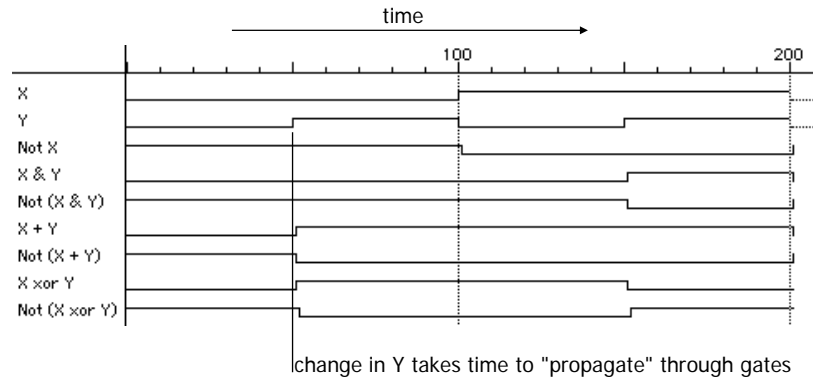 time
100 200
X
Y
Not X
X & Y
Not (X & Y)
X + Y
Not (X + Y)
X xor Y
Not (X xor Y)
change in Y takes time to "propagate" through gates